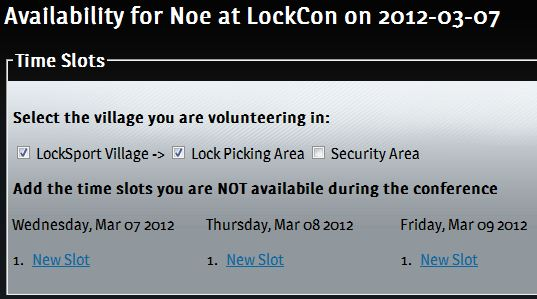 Availability for Noe at LockCon on 2012-03-07
Time Slots
Select the village you are volunteering in:
LockSport Village -> Lock Picking Area Security Area
Add the time slots you are NOT availabile during the conference
Wednesday, Mar 07 2012 Thursday, Mar 08 2012 Friday, Mar 09 2012
1. New Slot 1. New Slot 1. New Slot